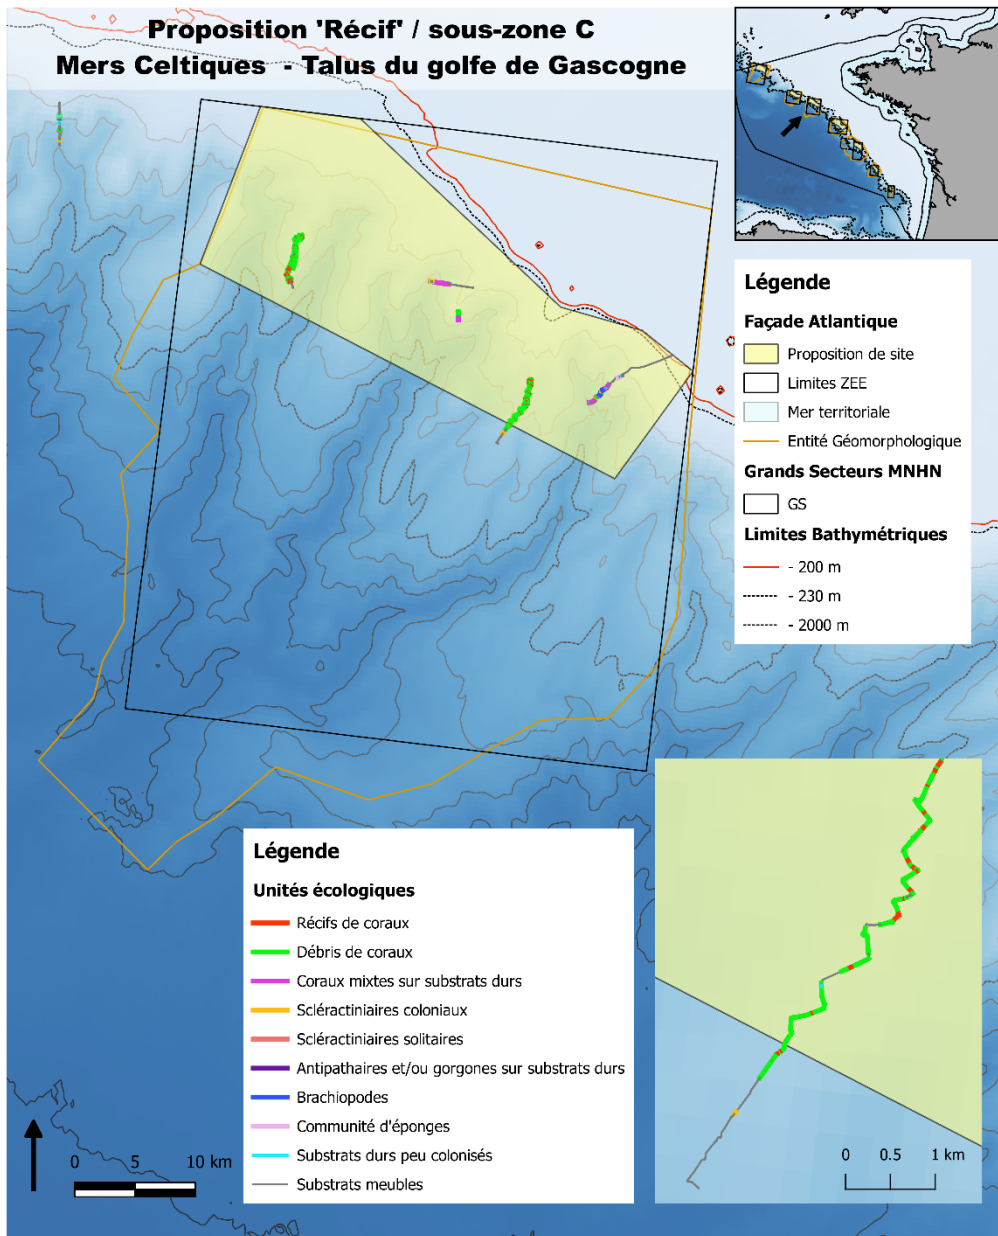 Proposition 'Récif' / sous-zone C
Mers Celtiques - Talus du golfe de Gascogne
Légende
Façade Atlantique
Proposition de site
Limites ZEE
Mer territoriale
Entité Géomorphologique
Grands Secteurs MNHN
GS
Limites Bathymétriques
- 200 m
- 230 m
- 2000 m
Légende
Unités écologiques
Récifs de coraux
Débris de coraux
Coraux mixtes sur substrats durs
Scléractiniaires coloniaux
Scléractiniaires solitaires
Antipathaires et/ou gorgones sur substrats durs
Brachiopodes
Communité d'éponges
Substrats durs peu colonisés
Substrats meubles
0 5 10 km
0 0.5 1 km